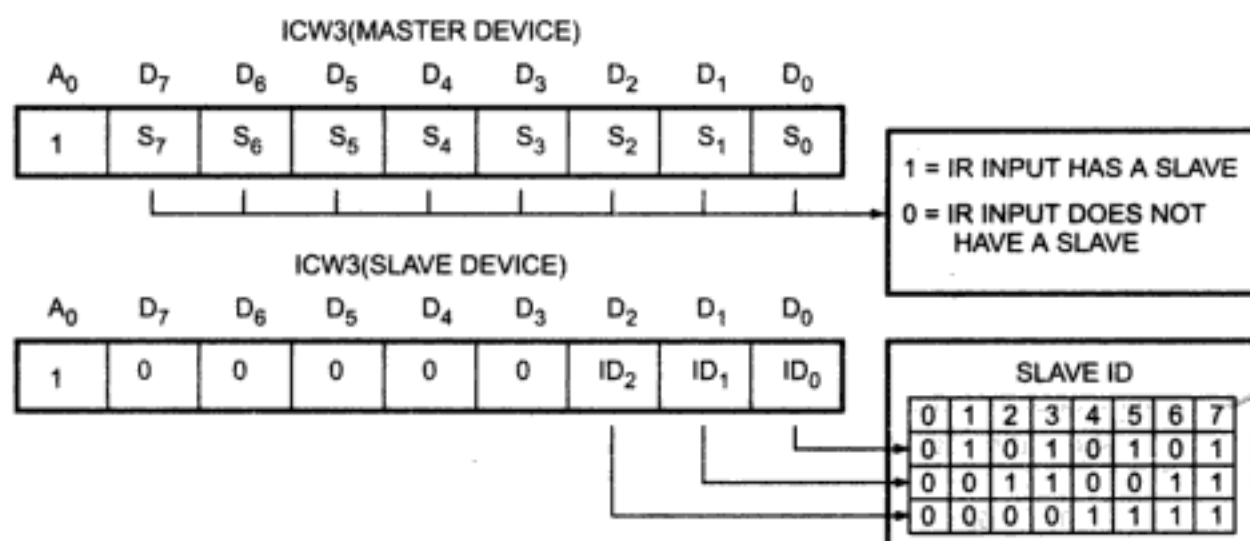 ICW3(MASTER DEVICE)
A₀ D₇ D₆ D₅ D₄ D₃ D₂ D₁ D₀
1 S₇ S₆ S₅ S₄ S₃ S₂ S₁ S₀
1 = IR INPUT HAS A SLAVE
0 = IR INPUT DOES NOT
HAVE A SLAVE
ICW3(SLAVE DEVICE)
A₀ D₇ D₆ D₅ D₄ D₃ D₂ D₁ D₀
1 0 0 0 0 0 ID₂ ID₁ ID₀
SLAVE ID
0 1 2 3 4 5 6 7
0 1 0 1 0 1 0 1
0 0 1 1 0 0 1 1
0 0 0 0 1 1 1 1